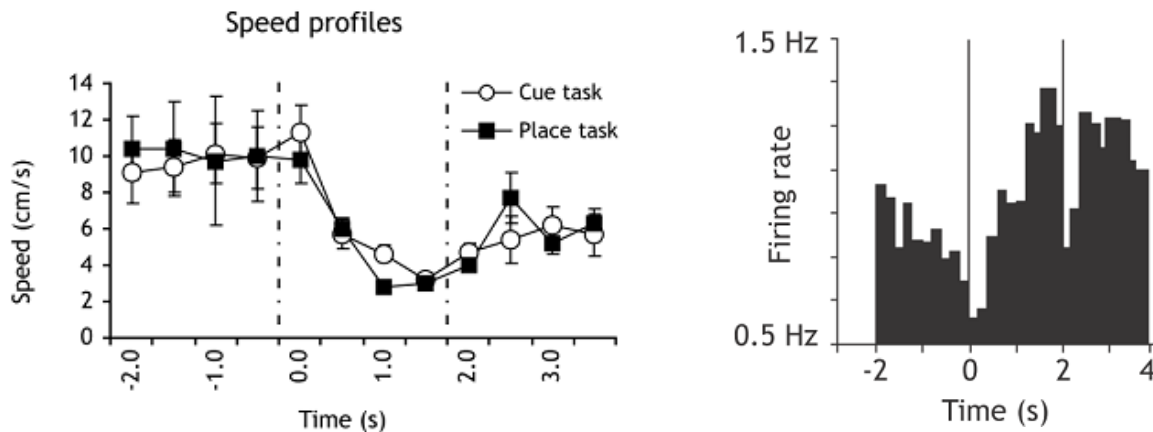 Speed profiles
Speed (cm/s)
14
12
10
8
6
4
2
0
Cue task
Place task
-2.0
-1.0
0.0
1.0
2.0
3.0
Time (s)
1.5 Hz
Firing rate
0.5 Hz
-2
0
2
4
Time (s)